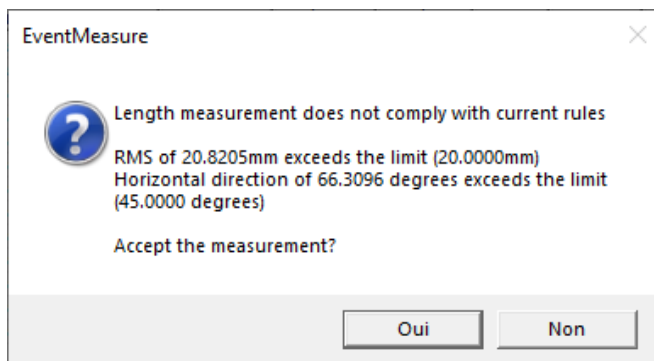 EventMeasure
Length measurement does not comply with current rules
RMS of 20.8205mm exceeds the limit (20.0000mm)
Horizontal direction of 66.3096 degrees exceeds the limit
(45.0000 degrees)
Accept the measurement?
Oui
Non